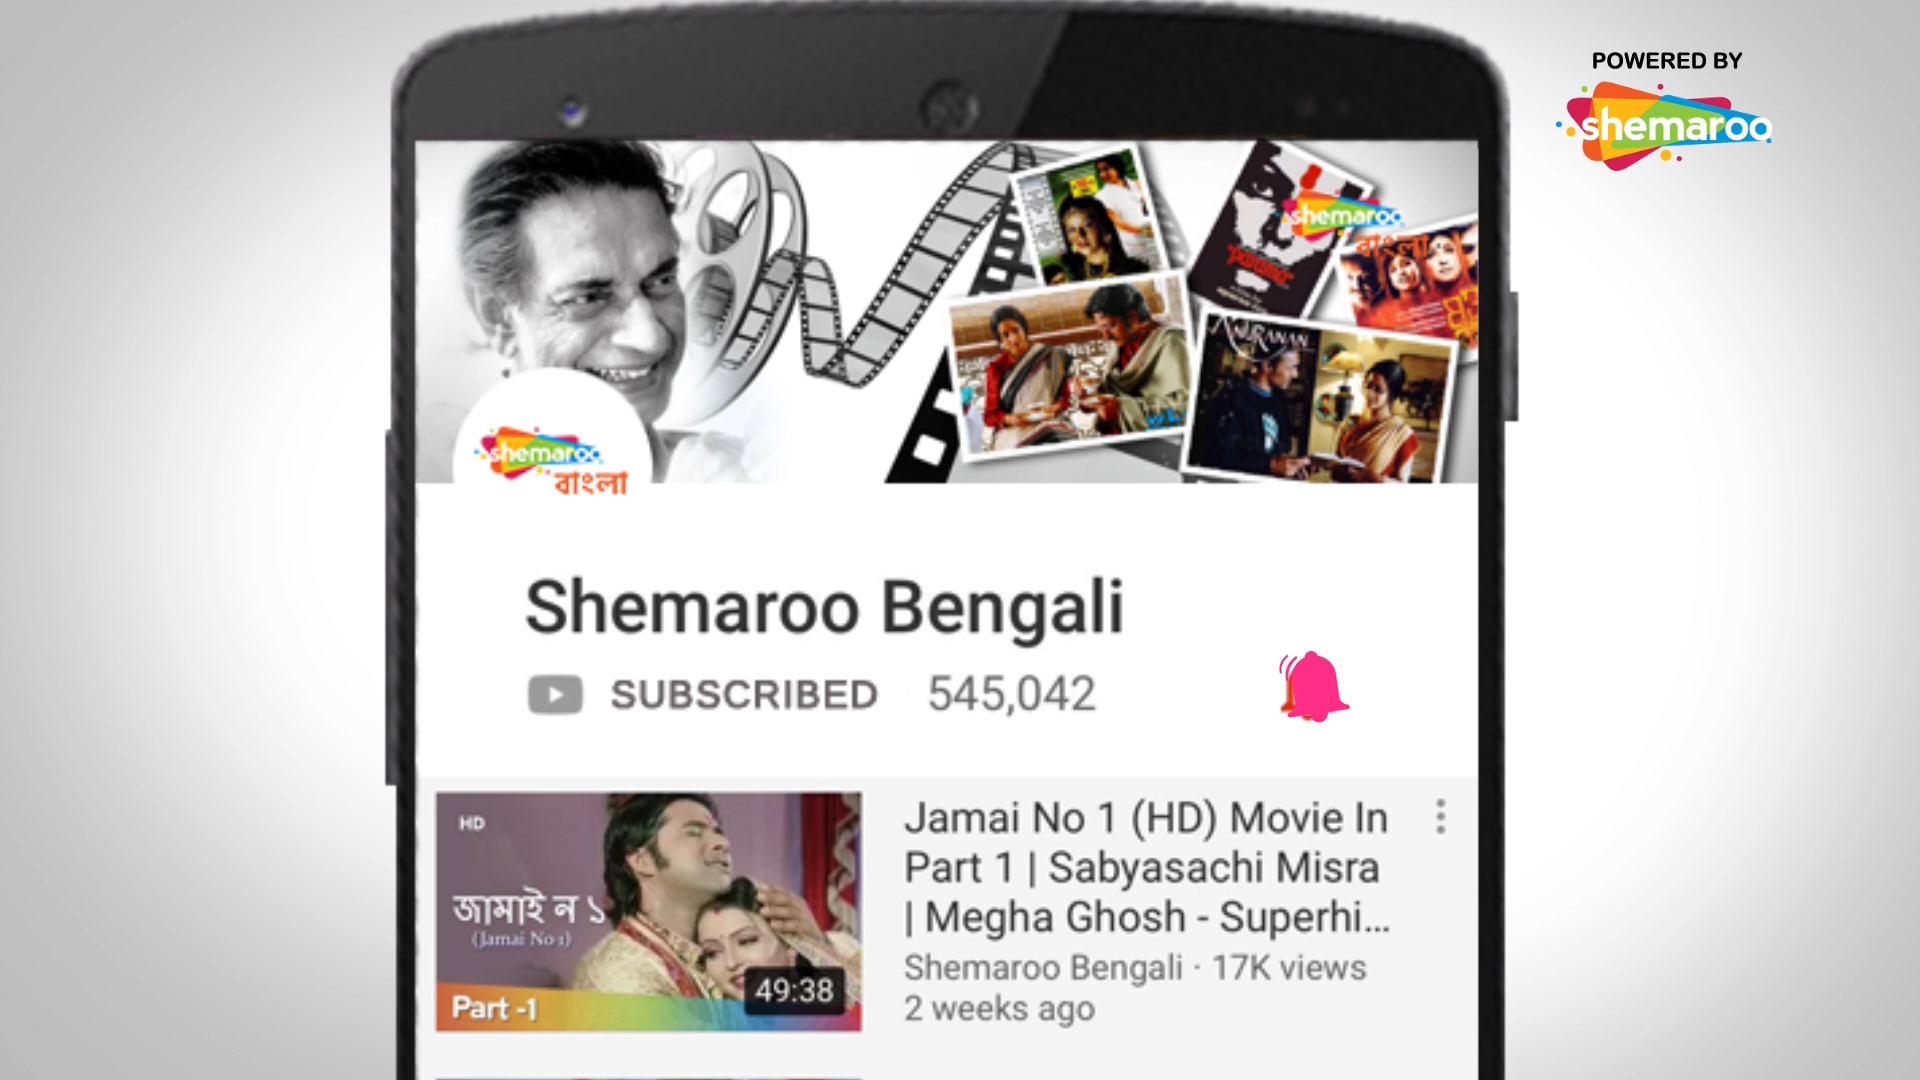 POWERED BY
shemaroo
shemaroo
বাংলা
ANURANAN
shemaroo
বাংলা
Shemaroo Bengali
SUBSCRIBED 545,042
HD
জামাই ন ১
(Jamai No 1)
Part -1
49:38
Jamai No 1 (HD) Movie In
Part 1 | Sabyasachi Misra
| Megha Ghosh - Superhi...
Shemaroo Bengali · 17K views
2 weeks ago